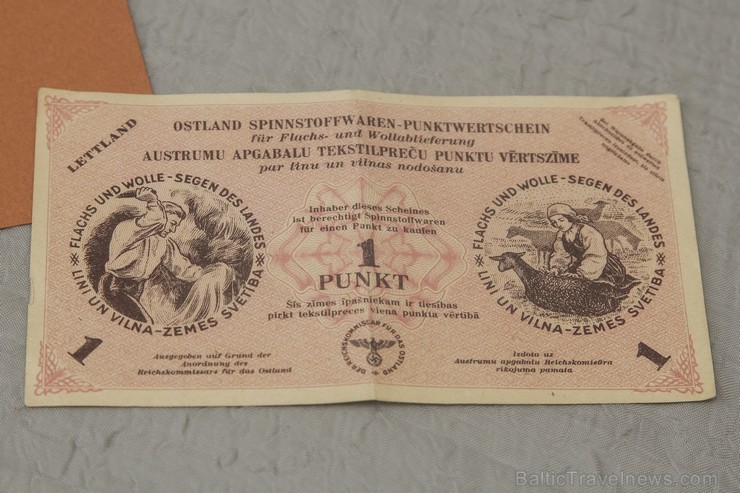 LETTLAND
OSTLAND SPINNSTOFFWAREN-PUNKTWERTSCHEIN
für Flachs- und Wollablieferung
AUSTRUMU APGABALU TEKSTILPREČU PUNKTU VĒRTSZĪME
par linu un vilnas nodošanu
FLACHS UND WOLLE - SEGEN DES LANDES
LINI UN VILNA-ZEMES SVĒTĪBA
Inhaber dieses Scheines
ist berechtigt Spinnstoffwaren
für einen Punkt zu kaufen
1
PUNKT
Šīs zīmes īpašniekam ir tiesības
pirkt tekstilpreces viena punkta vērtībā
FLACHS UND WOLLE - SEGEN DES LANDES
LINI UN VILNA-ZEMES SVĒTĪBA
1
Ausgegeben auf Grund der
Anordnung des
Reichskommissars für das Ostland
DER REICHSKOMMISSAR FÜR DAS OSTLAND
Izdota uz
Austrumu apgabala Reichskomisāra
rīkojuma pamata
1
BalticTravelnews.com